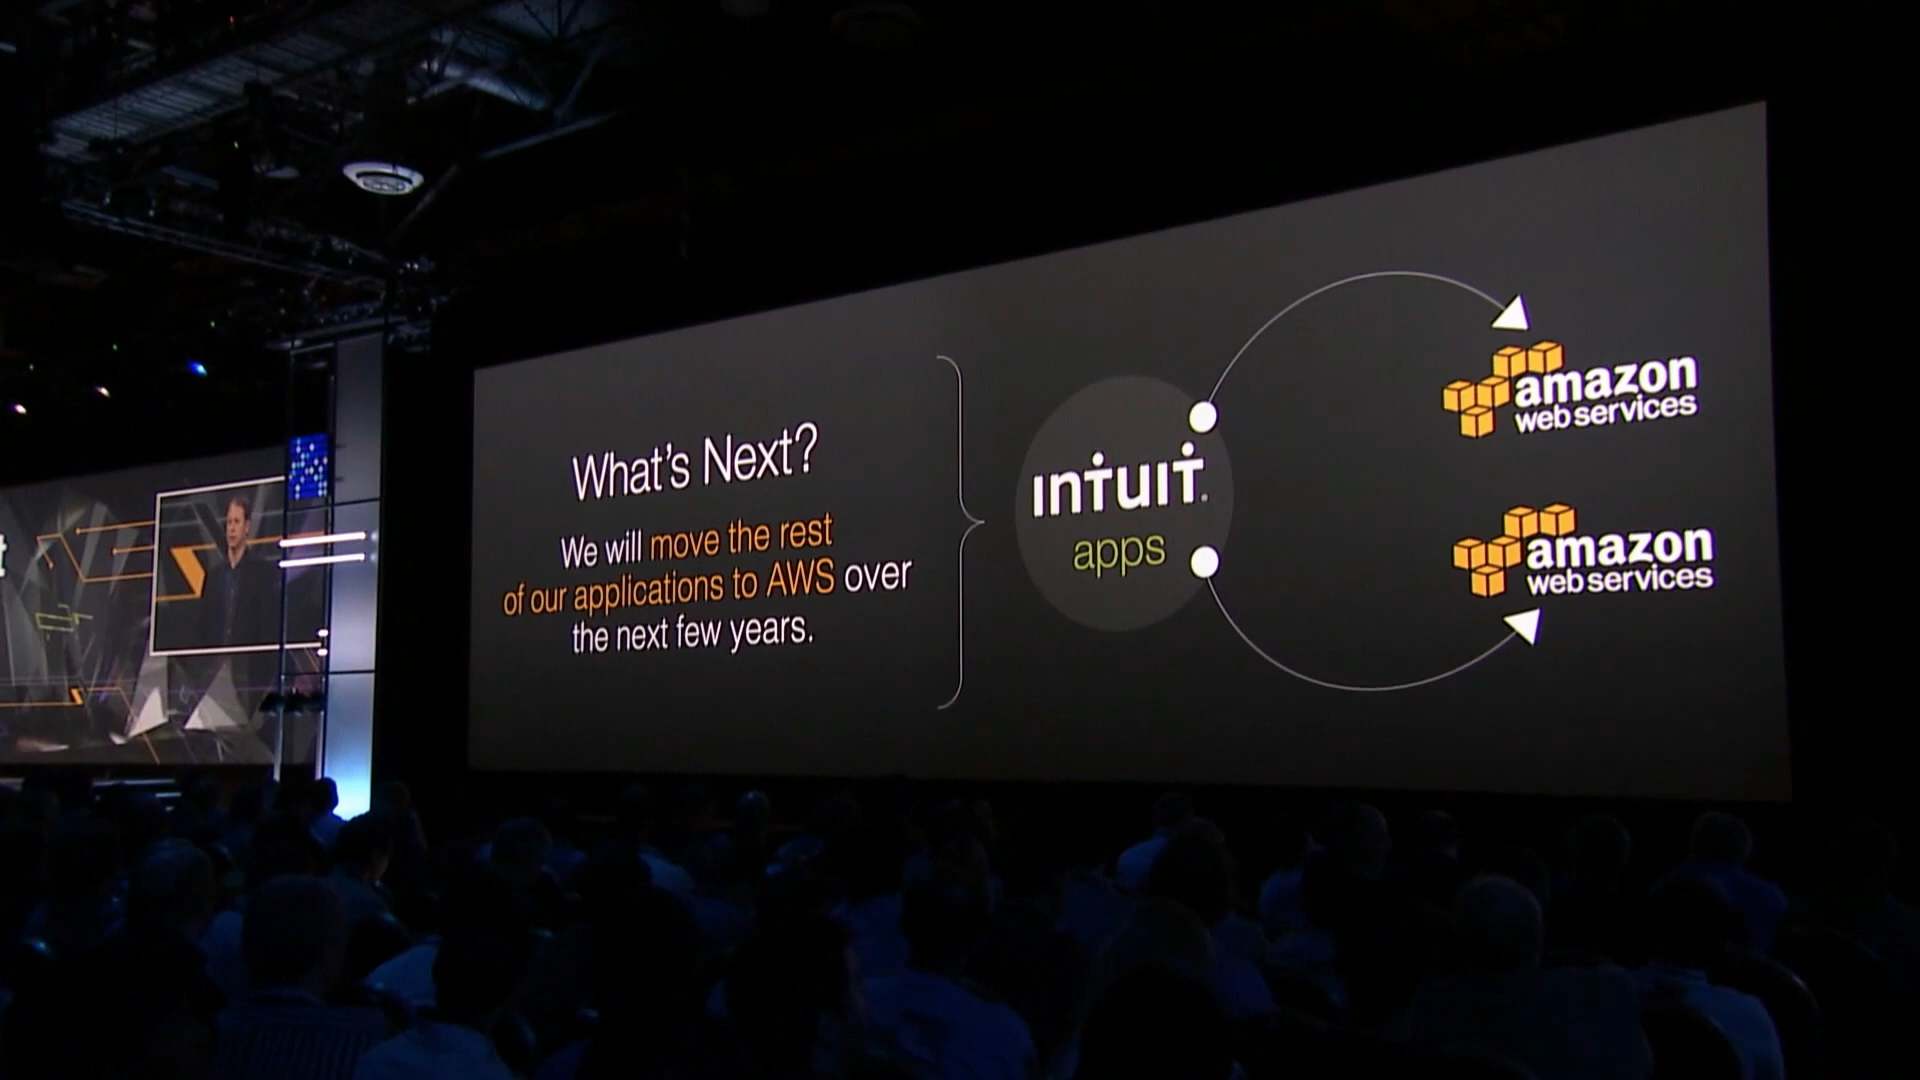 What's Next?
We will move the rest
of our applications to AWS over
the next few years.
intuit.
apps
amazon
web services
amazon
web services